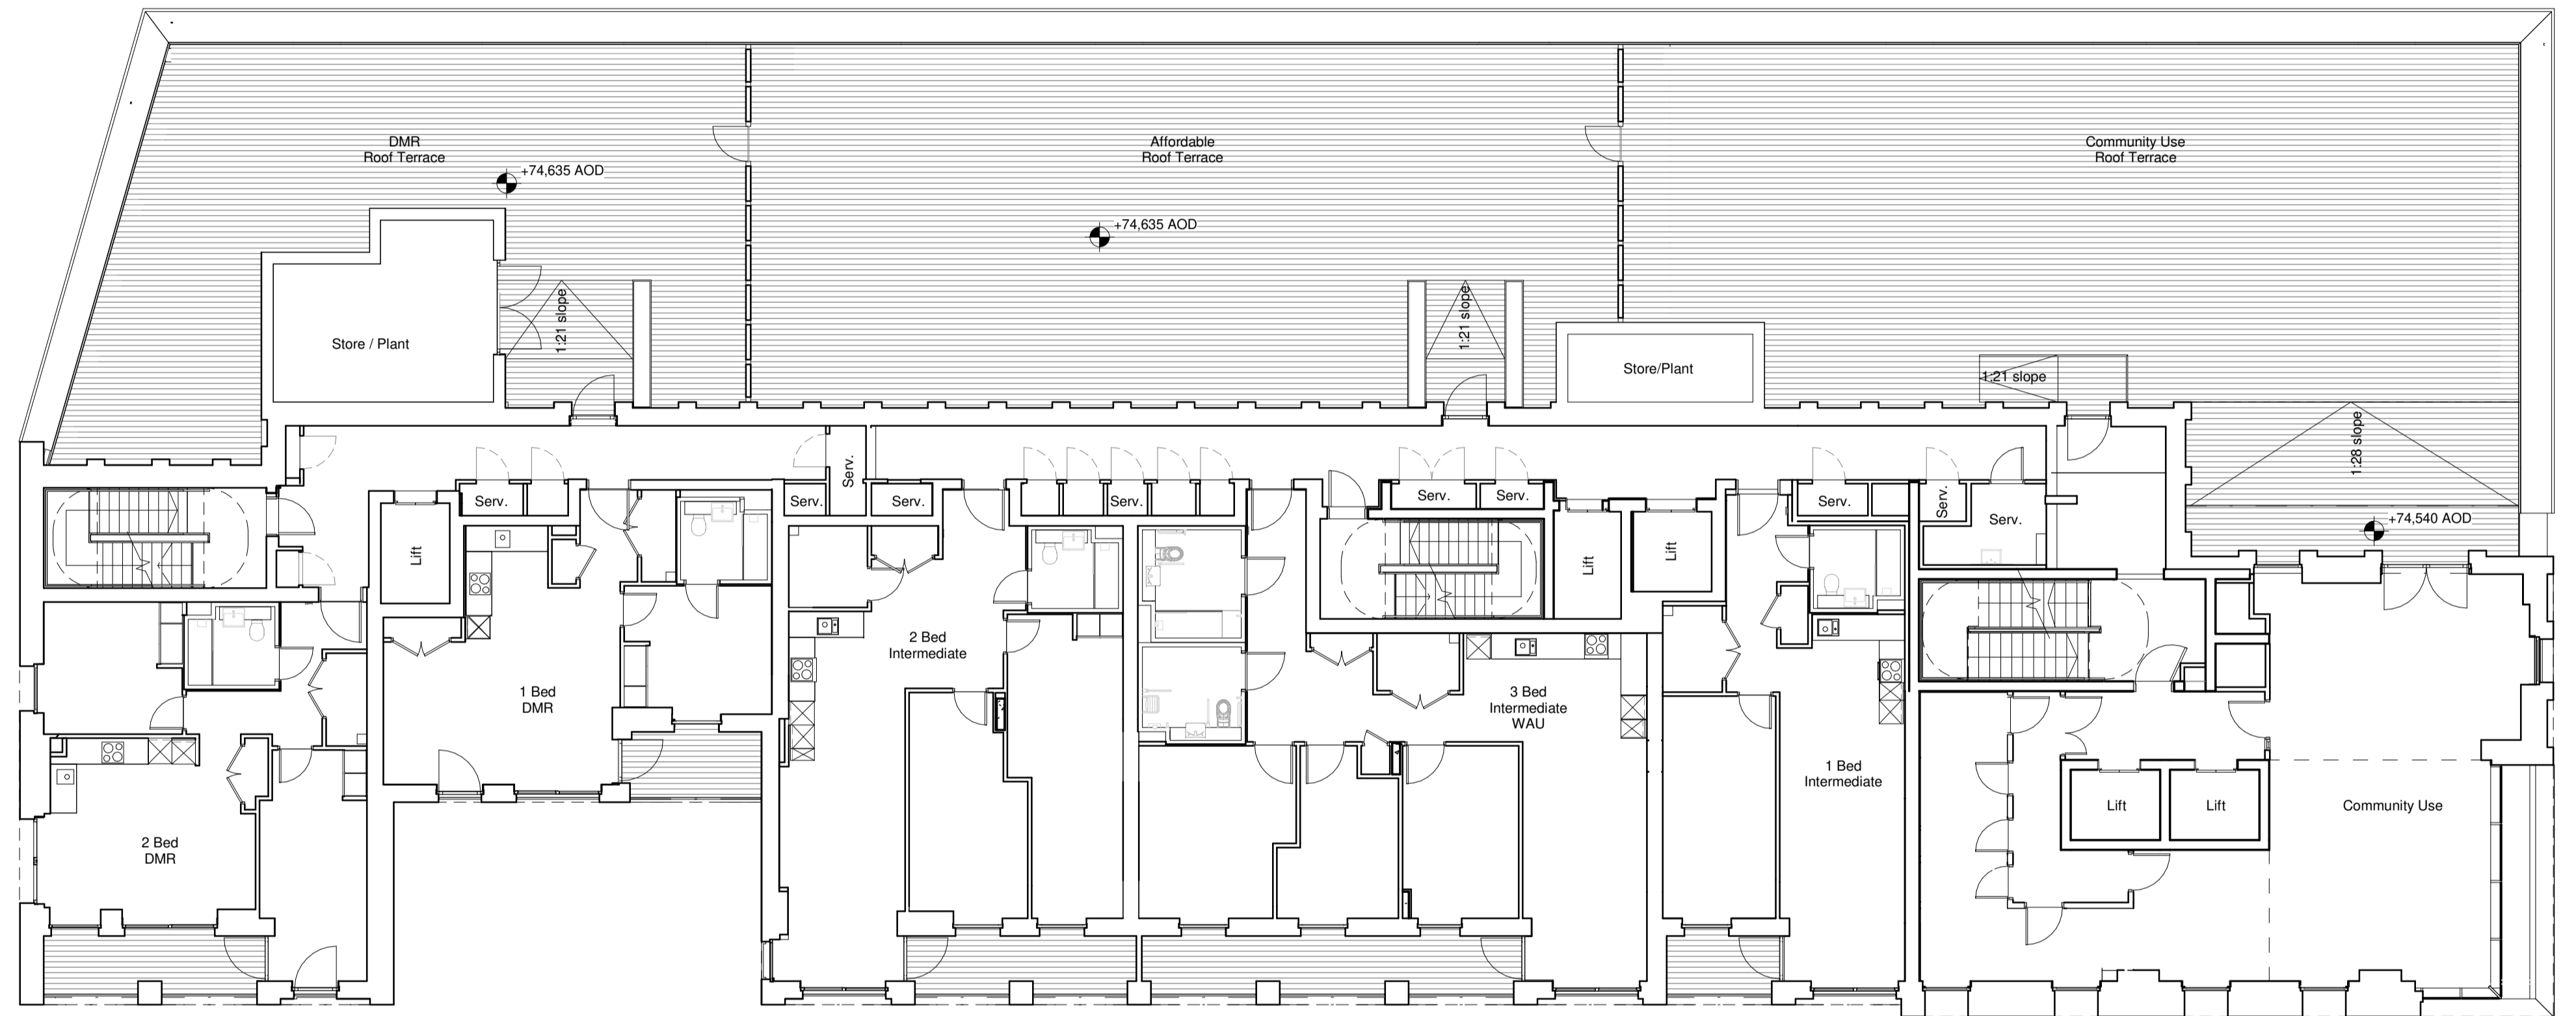 DMR
Roof Terrace
+74,635 AOD
Affordable
Roof Terrace
+74,635 AOD
Community Use
Roof Terrace
Store / Plant
1:21 slope
1:21 slope
Store/Plant
1:21 slope
1:28 slope
+74,540 AOD
Serv.
Serv.
Serv.
Serv.
Serv.
Serv.
Serv.
Serv.
Serv.
Serv.
Lift
Lift
Lift
2 Bed
Intermediate
1 Bed
DMR
3 Bed
Intermediate
WAU
1 Bed
Intermediate
2 Bed
DMR
Lift
Lift
Community Use